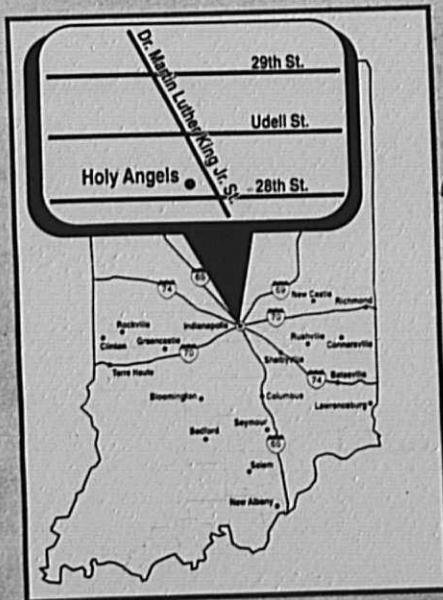 29th St.
Dr. Martin Luther King Jr. St.
Udell St.
Holy Angels
28th St.
65
74
69
New Castle
Richmond
70
Rockville
Indianapolis
Rushville
Clinton
Greencastle
Connersville
70
Shelbyville
Terre Haute
74
Batesville
Bloomington
Columbus
Lawrenceburg
Seymour
Bedford
65
Salem
New Albany